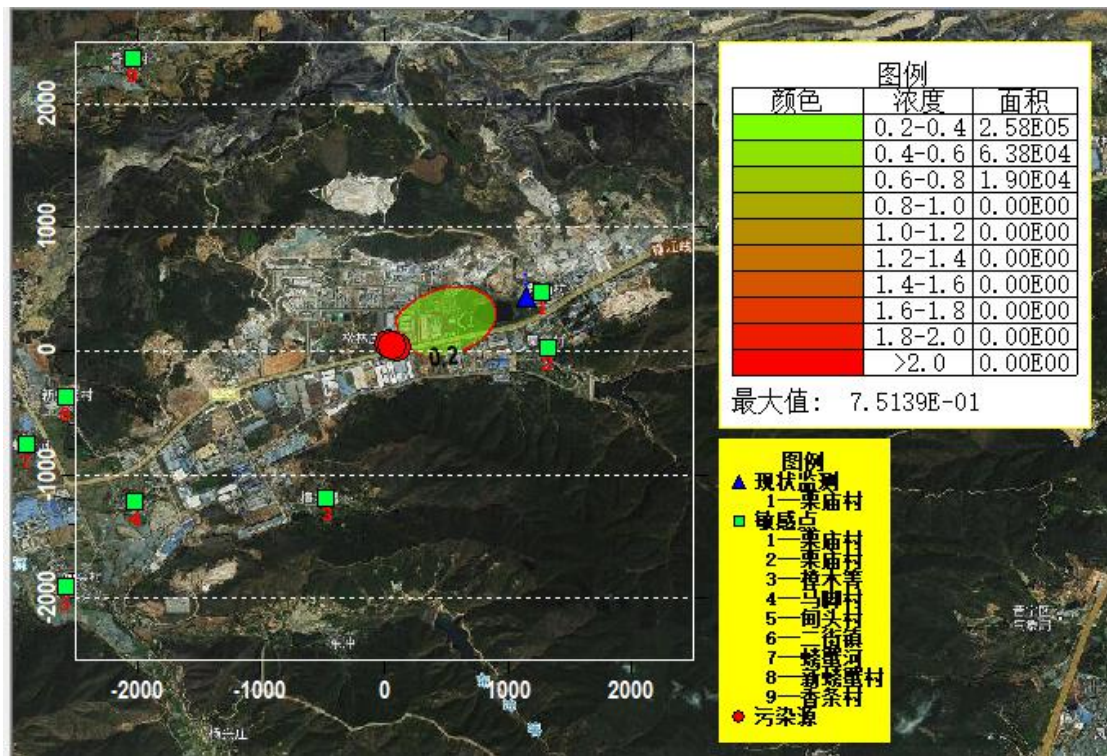 图例
颜色 浓度 面积
0.2-0.4 2.58E05
0.4-0.6 6.38E04
0.6-0.8 1.90E04
0.8-1.0 0.00E00
1.0-1.2 0.00E00
1.2-1.4 0.00E00
1.4-1.6 0.00E00
1.6-1.8 0.00E00
1.8-2.0 0.00E00
>2.0 0.00E00
最大值: 7.5139E-01
图例
现状监测
1—栗庙村
敏感点
1—栗庙村
2—栗庙村
3—樟木箐
4—马脚村
5—甸头村
6—二街镇
7—螃蟹河
8—新螃蟹村
9—香条村
污染源
2000
1000
0
-1000
-2000
-2000 -1000 0 1000 2000
0.2
3
4